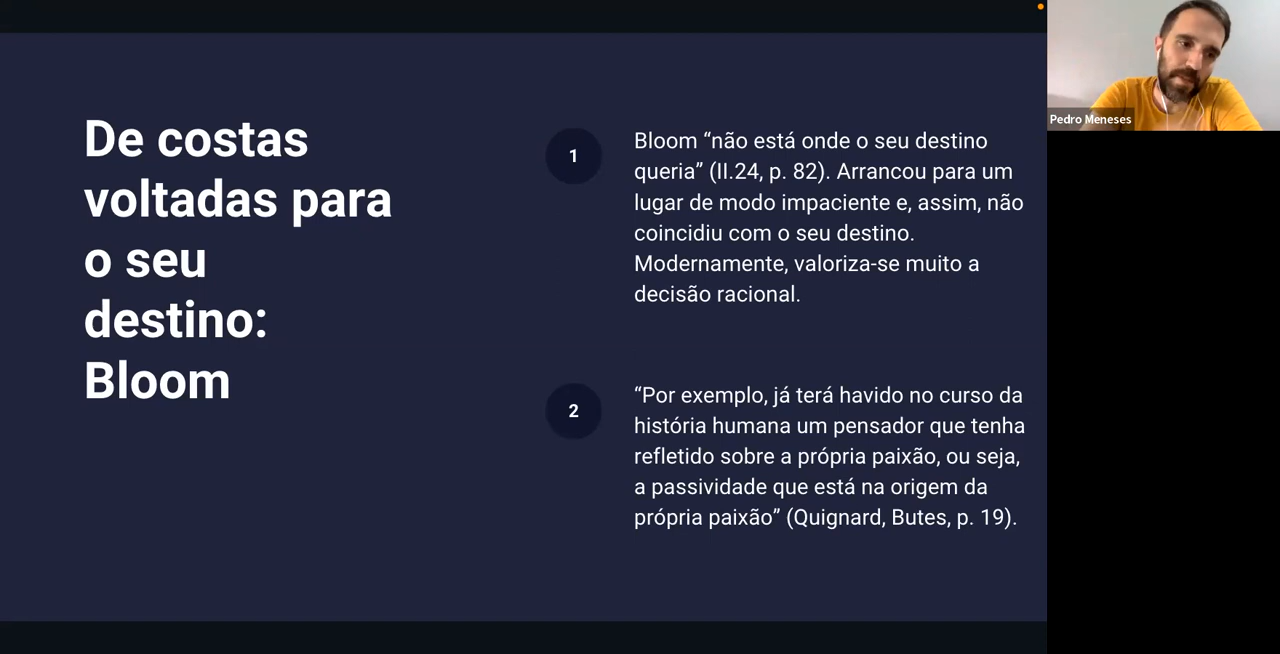 De costas
voltadas para
o seu
destino:
Bloom
1
Bloom “não está onde o seu destino
queria” (II.24, p. 82). Arrancou para um
lugar de modo impaciente e, assim, não
coincidiu com o seu destino.
Modernamente, valoriza-se muito a
decisão racional.
2
“Por exemplo, já terá havido no curso da
história humana um pensador que tenha
refletido sobre a própria paixão, ou seja,
a passividade que está na origem da
própria paixão” (Quignard, Butes, p. 19).
Pedro Meneses